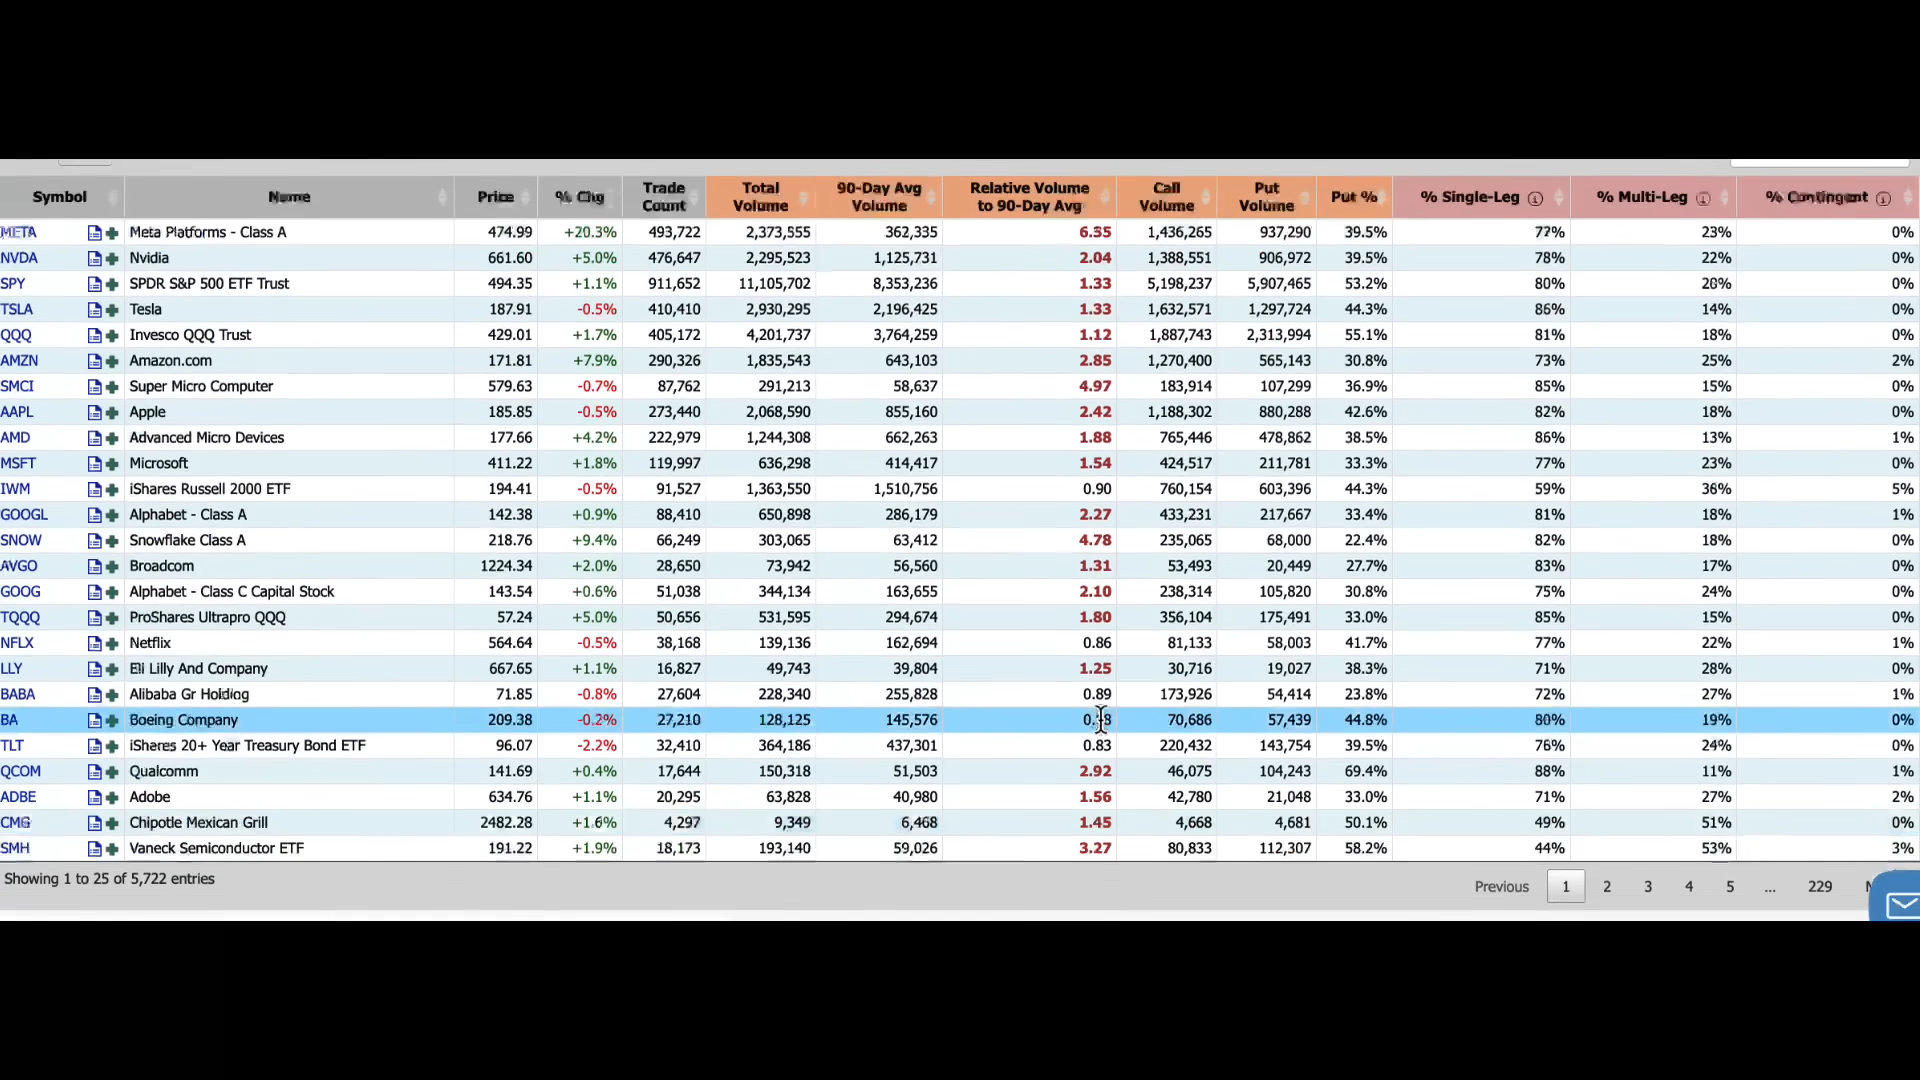 Symbol Name Price % Chg Trade Count Total Volume 90-Day Avg Volume Relative Volume to 90-Day Avg Call Volume Put Volume Put % % Single-Leg % Multi-Leg % Contingent
META Meta Platforms - Class A 474.99 +20.3% 493,722 2,373,555 362,335 6.55 1,436,265 937,290 39.5% 77% 23% 0%
NVDA Nvidia 661.60 +5.0% 476,647 2,295,523 1,125,731 2.04 1,388,551 906,972 39.5% 78% 22% 0%
SPY SPDR S&P 500 ETF Trust 494.35 +1.1% 911,652 11,105,702 8,353,236 1.33 5,198,237 5,907,465 53.2% 80% 20% 0%
TSLA Tesla 187.91 -0.5% 410,410 2,930,295 2,196,425 1.33 1,632,571 1,297,724 44.3% 86% 14% 0%
QQQ Invesco QQQ Trust 429.01 +1.7% 405,172 4,201,737 3,764,259 1.12 1,887,743 2,313,994 55.1% 81% 18% 0%
AMZN Amazon.com 171.81 +7.9% 290,326 1,835,543 643,103 2.85 1,270,400 565,143 30.8% 73% 25% 2%
SMCI Super Micro Computer 579.63 -0.7% 87,762 291,213 58,637 4.97 183,914 107,299 36.9% 85% 15% 0%
AAPL Apple 185.85 -0.5% 273,440 2,068,590 855,160 2.42 1,188,302 880,288 42.6% 82% 18% 0%
AMD Advanced Micro Devices 177.66 +4.2% 222,979 1,244,308 662,263 1.88 765,446 478,862 38.5% 86% 13% 1%
MSFT Microsoft 411.22 +1.8% 119,997 636,298 414,417 1.54 424,517 211,781 33.3% 77% 23% 0%
IWM iShares Russell 2000 ETF 194.41 -0.5% 91,527 1,363,550 1,510,756 0.90 760,154 603,396 44.3% 59% 36% 5%
GOOGL Alphabet - Class A 142.38 +0.9% 88,410 650,898 286,179 2.27 433,231 217,667 33.4% 81% 18% 1%
SNOW Snowflake Class A 218.76 +9.4% 66,249 303,065 63,412 4.78 235,065 68,000 22.4% 82% 18% 0%
AVGO Broadcom 1224.34 +2.0% 28,650 73,942 56,560 1.31 53,493 20,449 27.7% 83% 17% 0%
GOOG Alphabet - Class C Capital Stock 143.54 +0.6% 51,038 344,134 163,655 2.10 238,314 105,820 30.8% 75% 24% 0%
TQQQ ProShares Ultrapro QQQ 57.24 +5.0% 50,656 531,595 294,674 1.80 356,104 175,491 33.0% 85% 15% 0%
NFLX Netflix 564.64 -0.5% 38,168 139,136 162,694 0.86 81,133 58,003 41.7% 77% 22% 1%
LLY Eli Lilly And Company 667.65 +1.1% 16,827 49,743 39,804 1.25 30,716 19,027 38.3% 71% 28% 0%
BABA Alibaba Gr Holding 71.85 -0.8% 27,604 228,340 255,828 0.89 173,926 54,414 23.8% 72% 27% 1%
BA Boeing Company 209.38 -0.2% 27,210 128,125 145,576 70,686 57,439 44.8% 80% 19% 0%
TLT iShares 20+ Year Treasury Bond ETF 96.07 -2.2% 32,410 364,186 437,301 0.83 220,432 143,754 39.5% 76% 24% 0%
QCOM Qualcomm 141.69 +0.4% 17,644 150,318 51,503 2.92 46,075 104,243 69.4% 88% 11% 1%
ADBE Adobe 634.76 +1.1% 20,295 63,828 40,980 1.56 42,780 21,048 33.0% 71% 27% 2%
CMG Chipotle Mexican Grill 2482.28 +1.6% 4,297 9,349 6,468 1.45 4,668 4,681 50.1% 49% 51% 0%
SMH Vaneck Semiconductor ETF 191.22 +1.9% 18,173 193,140 59,026 3.27 80,833 112,307 58.2% 44% 53% 3%
Showing 1 to 25 of 5,722 entries Previous 1 2 3 4 5 ... 229